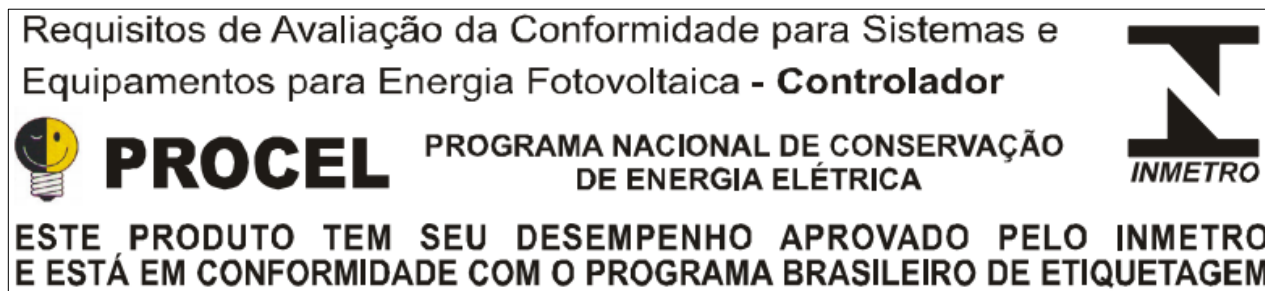 Requisitos de Avaliação da Conformidade para Sistemas e
Equipamentos para Energia Fotovoltaica - Controlador
PROCEL
PROGRAMA NACIONAL DE CONSERVAÇÃO
DE ENERGIA ELÉTRICA
INMETRO
ESTE PRODUTO TEM SEU DESEMPENHO APROVADO PELO INMETRO
E ESTÁ EM CONFORMIDADE COM O PROGRAMA BRASILEIRO DE ETIQUETAGEM